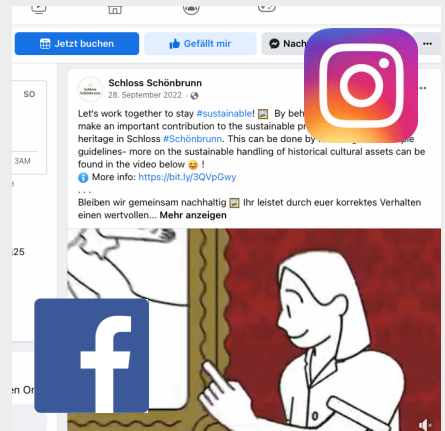 Jetzt buchen
Gefällt mir
Nach
SO
3AM
25
Schloss Schönbrunn
28. September 2022 ·
Let's work together to stay #sustainable! By beh
make an important contribution to the sustainable
heritage in Schloss #Schönbrunn. This can be done by
guidelines- more on the sustainable handling of historical cultural assets can be
found in the video below !
More info: https://bit.ly/3QVpGwy
. . .
Bleiben wir gemeinsam nachhaltig Ihr leistet durch euer korrektes Verhalten
einen wertvollen... Mehr anzeigen